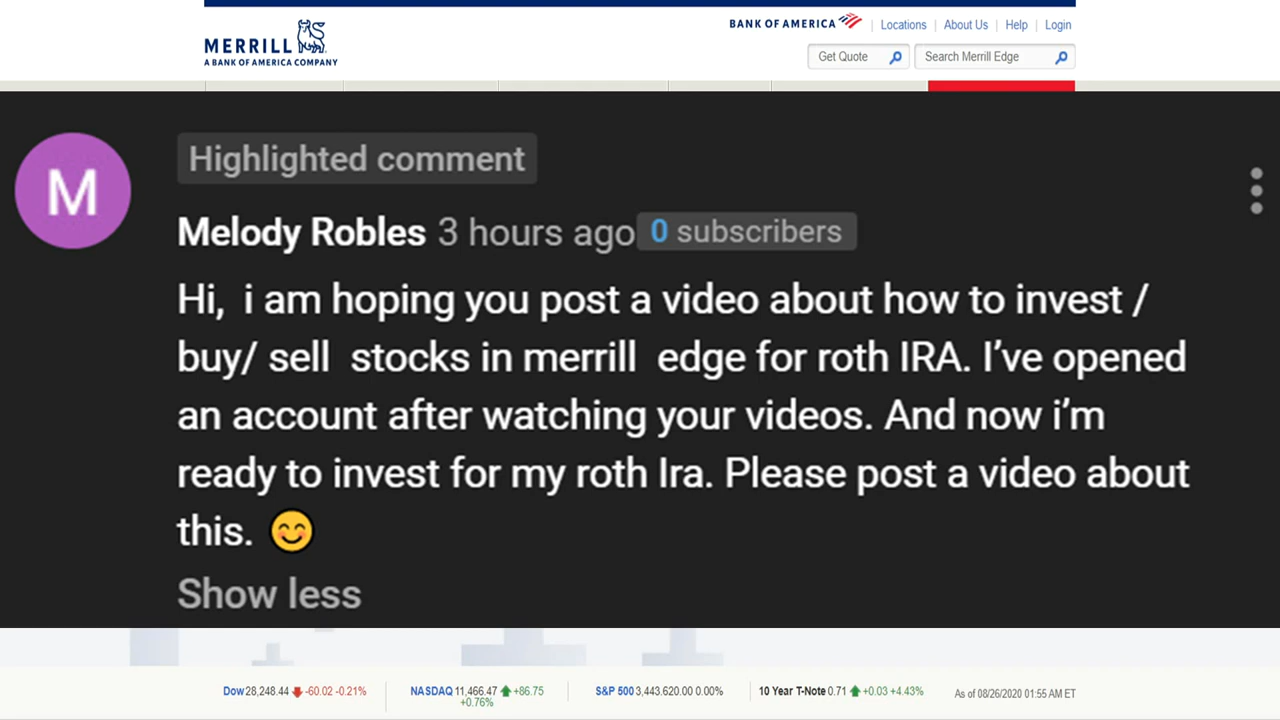 MERRILL
A BANK OF AMERICA COMPANY
BANK OF AMERICA
Locations
About Us
Help
Login
Get Quote
Search Merrill Edge
M
Highlighted comment
Melody Robles 3 hours ago 0 subscribers
Hi, i am hoping you post a video about how to invest /
buy/ sell stocks in merrill edge for roth IRA. I’ve opened
an account after watching your videos. And now i’m
ready to invest for my roth Ira. Please post a video about
this. 😊
Show less
Dow 28,248.44 -60.02 -0.21%
NASDAQ 11,466.47 +86.75
+0.76%
S&P 500 3,443.620.00 0.00%
10 Year T-Note 0.71 +0.03 +4.43%
As of 08/26/2020 01:55 AM ET